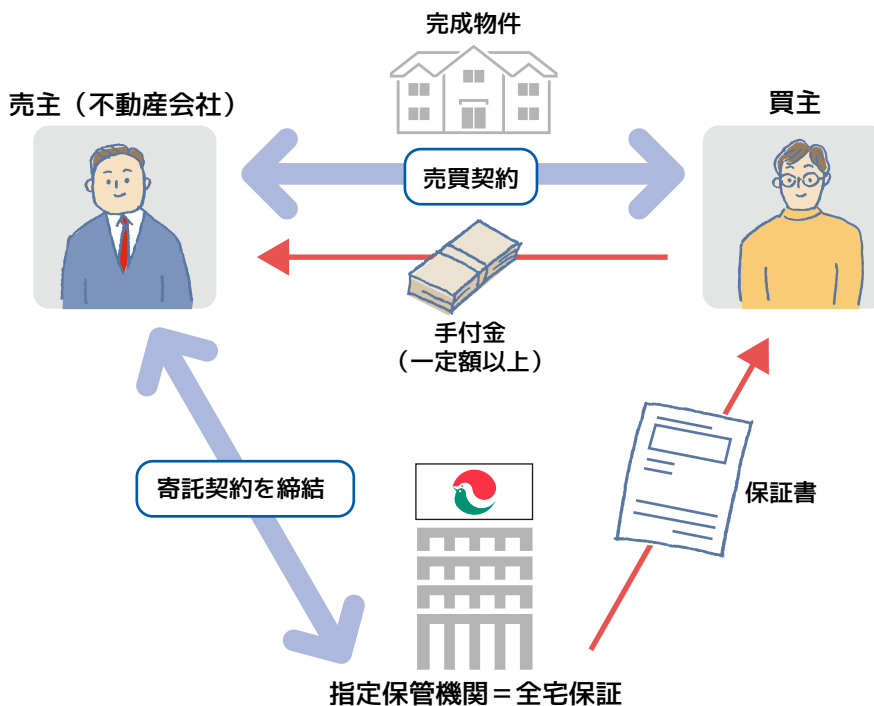 完成物件
売主（不動産会社）
買主
売買契約
手付金
（一定額以上）
寄託契約を締結
保証書
指定保管機関＝全宅保証